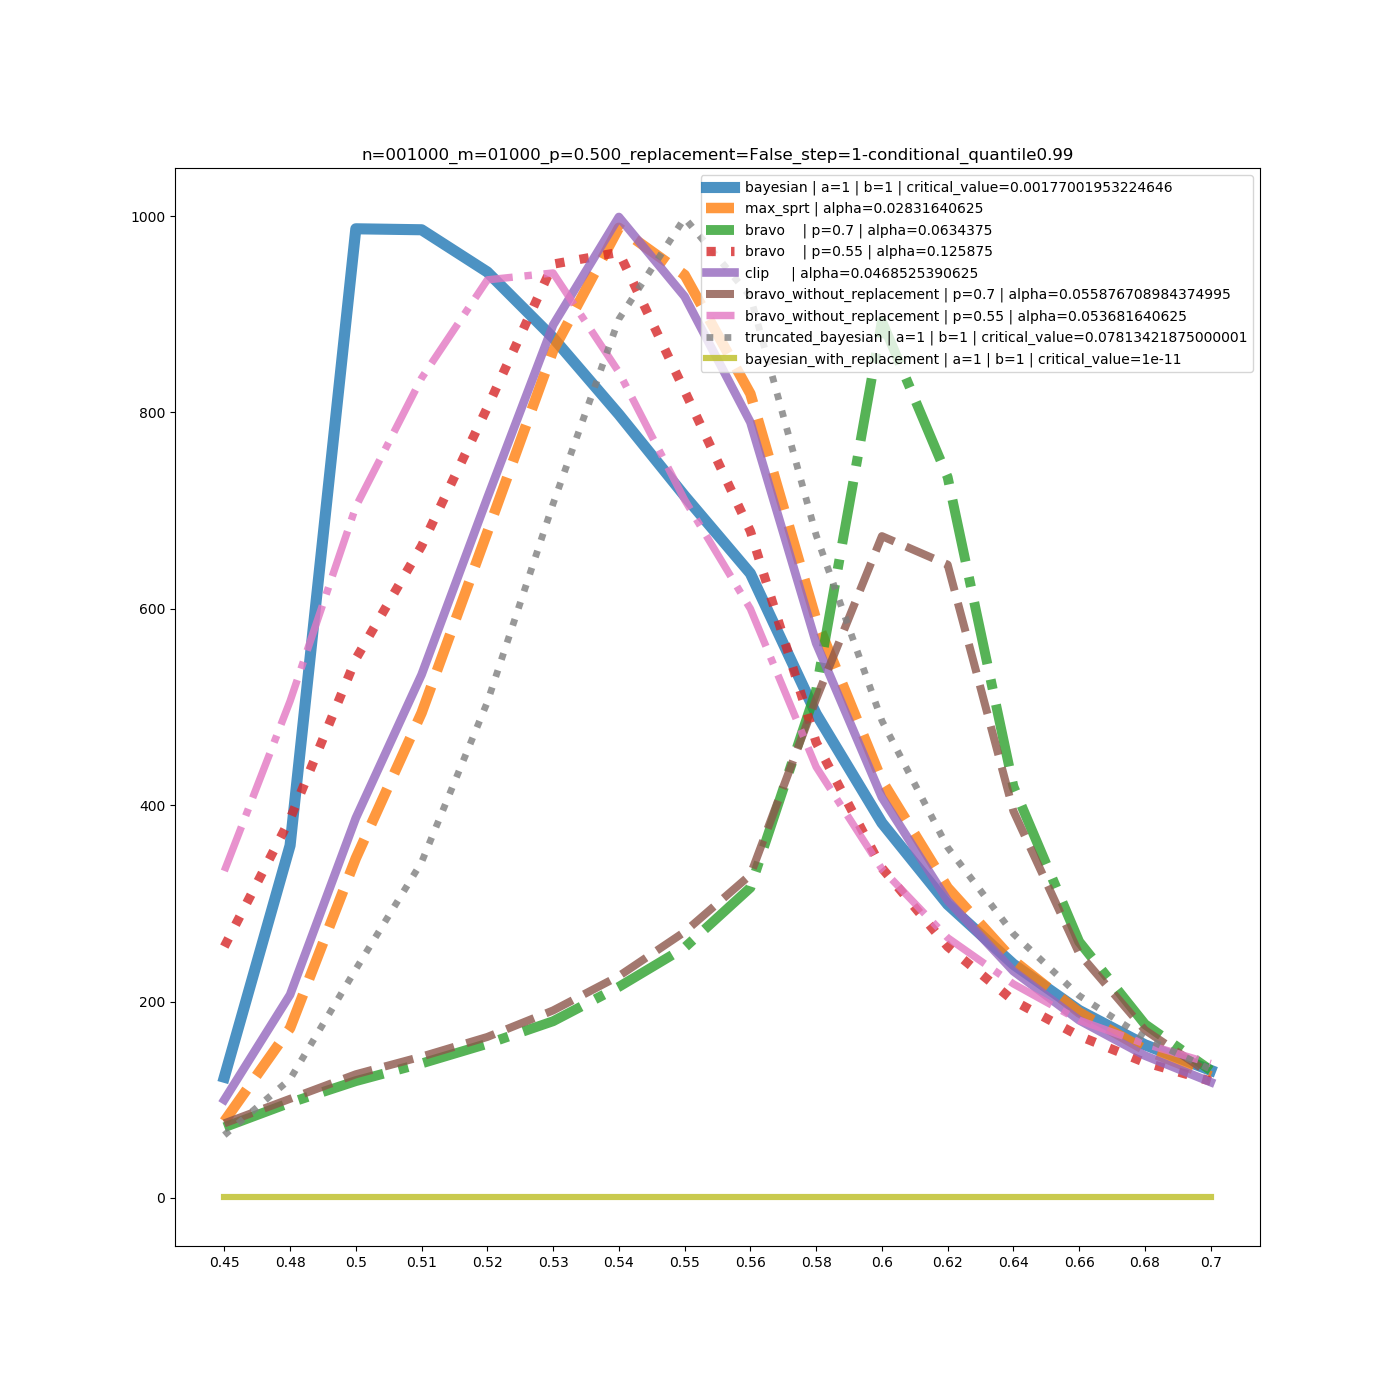 n=001000_m=01000_p=0.500_replacement=False_step=1-conditional_quantile0.99
bayesian | a=1 | b=1 | critical_value=0.00177001953224646
max_sprt | alpha=0.02831640625
bravo    | p=0.7 | alpha=0.0634375
bravo    | p=0.55 | alpha=0.125875
clip     | alpha=0.0468525390625
bravo_without_replacement | p=0.7 | alpha=0.055876708984374995
bravo_without_replacement | p=0.55 | alpha=0.053681640625
truncated_bayesian | a=1 | b=1 | critical_value=0.07813421875000001
bayesian_with_replacement | a=1 | b=1 | critical_value=1e-11
1000
800
600
400
200
0
0.45 0.48 0.5 0.51 0.52 0.53 0.54 0.55 0.56 0.58 0.6 0.62 0.64 0.66 0.68 0.7